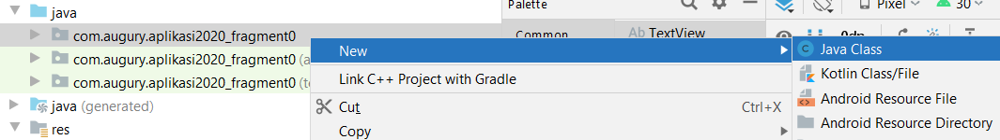 java
Palette
Pixel
30
com.augury.aplikasi2020_fragment0
Common
Ab TextView
0dp
New
Java Class
com.augury.aplikasi2020_fragment0 (a
Link C++ Project with Gradle
Kotlin Class/File
com.augury.aplikasi2020_fragment0 (te
Android Resource File
java (generated)
Cut
Ctrl+X
Android Resource Directory
res
Copy